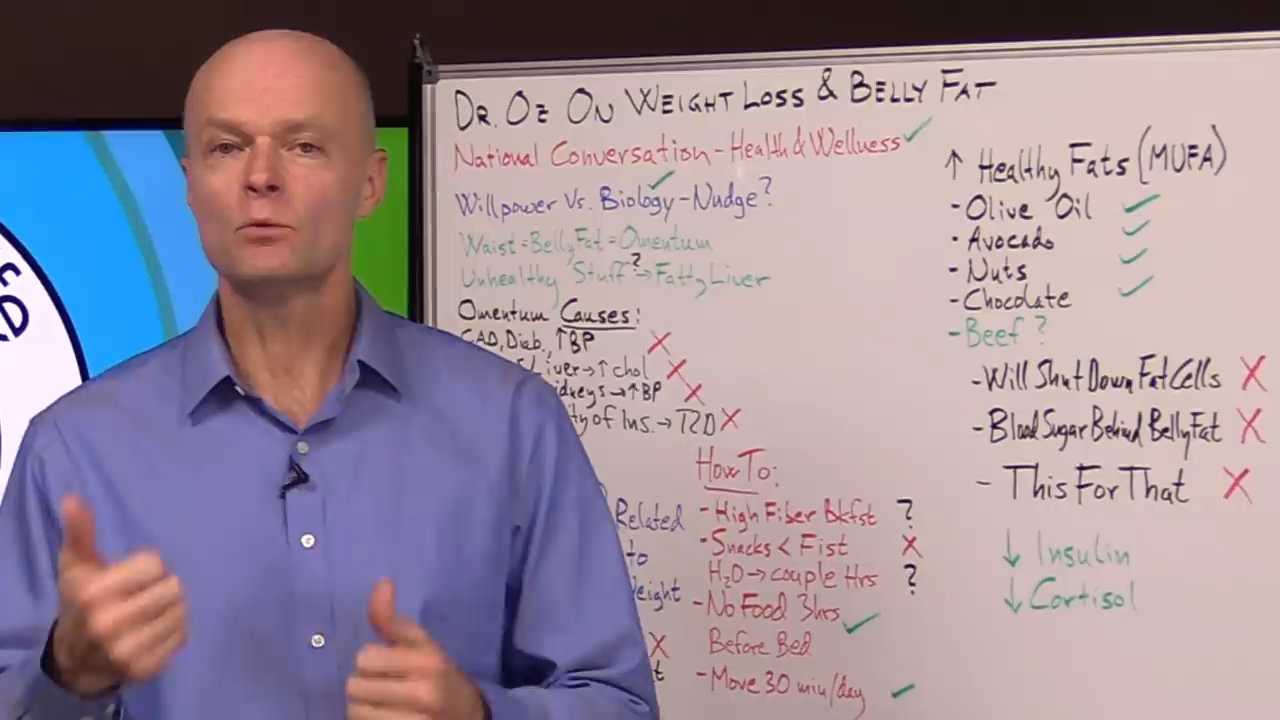 Dr. Oz On Weight Loss & Belly Fat
National Conversation - Health & Wellness ✓
Willpower Vs. Biology - Nudge?
Waist = Belly Fat = Omentum
Unhealthy Stuff → Fatty Liver
?
Omentum Causes:
CAD, Diab., ↑BP X
Liver → ↑ chol X
idneys → ↑BP X
ity of Ins. → T2D X
Related
to
eight
X
How To:
- High Fiber Bkfst ?
- Snacks < Fist X
H₂O → couple Hrs ?
- No Food 3hrs ✓
Before Bed
- Move 30 min/day ✓
↑ Healthy Fats (MUFA)
- Olive Oil ✓
- Avocado ✓
- Nuts ✓
- Chocolate ✓
- Beef ?
- Will Shut Down Fat Cells X
- Blood Sugar Behind Belly Fat X
- This For That X
↓ Insulin
↓ Cortisol